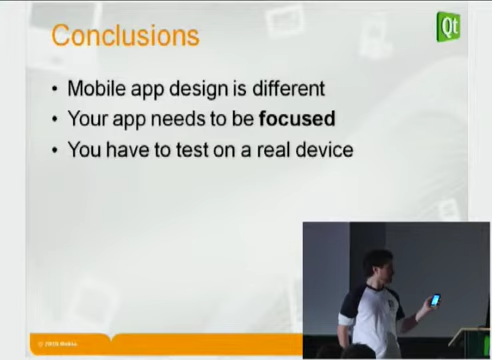 Conclusions
Qt
• Mobile app design is different
• Your app needs to be focused
• You have to test on a real device